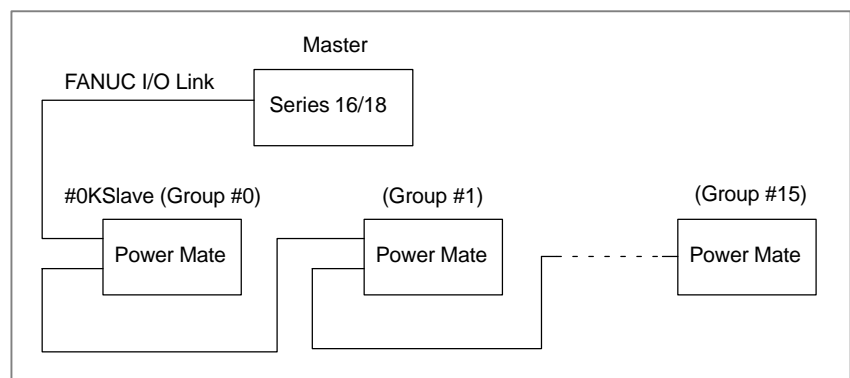 Master
FANUC I/O Link
Series 16/18
#0KSlave (Group #0)
(Group #1)
(Group #15)
Power Mate
Power Mate
Power Mate